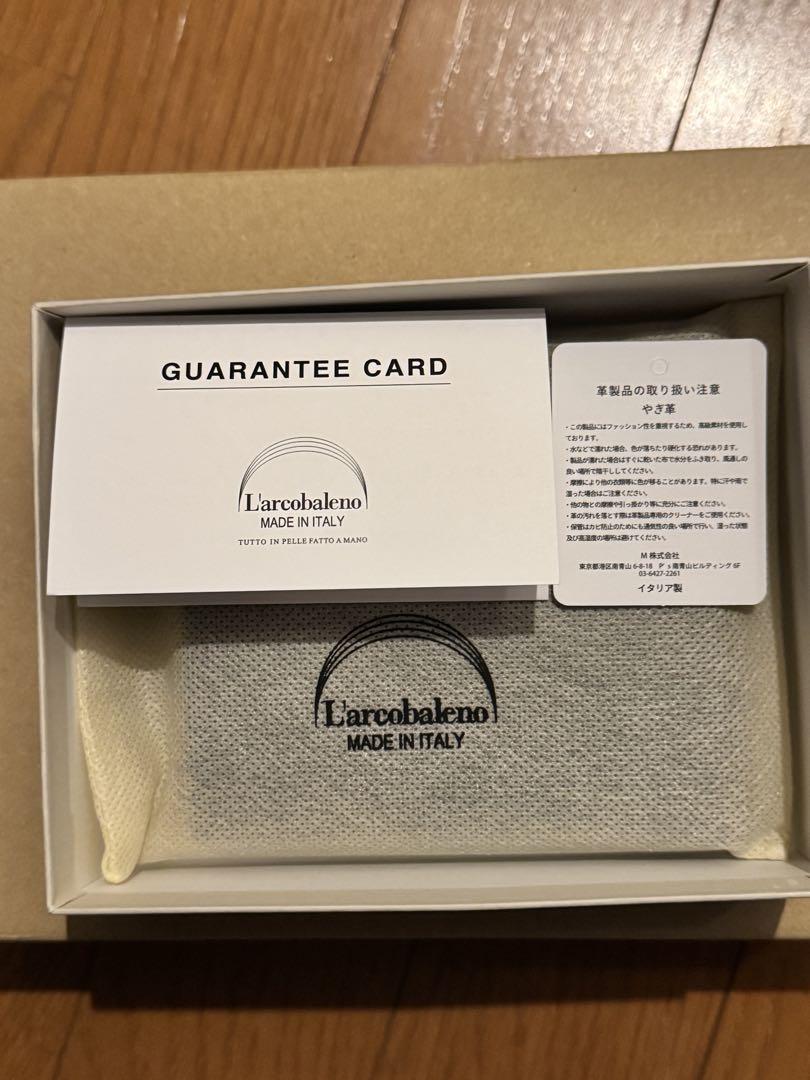 GUARANTEE CARD
L'arcobaleno
MADE IN ITALY
TUTTO IN PELLE FATTO A MANO
革製品の取り扱い注意
やぎ革
・この製品にはファッション性を重視するため、高級素材を使用し
ております。
・水などで濡れた場合、色が落ちたり硬化する恐れがあります。
・製品が濡れた場合はすぐに乾いた布で水分をふき取り、風通しの
良い場所で陰干ししてください。
・摩擦により他の衣類等に色が移ることがあります。特に汗や雨で
湿った場合はご注意ください。
・他の物との摩擦や引っ掛かり等に充分にご注意ください。
・革の汚れを落とす際は革製品専用のクリーナーをご使用ください。
・保管はカビ防止のためにも通気性の良い場所で行い、湿った状態
及び高温度の場所は避けてください。
M 株式会社
東京都港区南青山 6-8-18 P's 南青山ビルディング 6F
03-6427-2261
イタリア製
L'arcobaleno
MADE IN ITALY